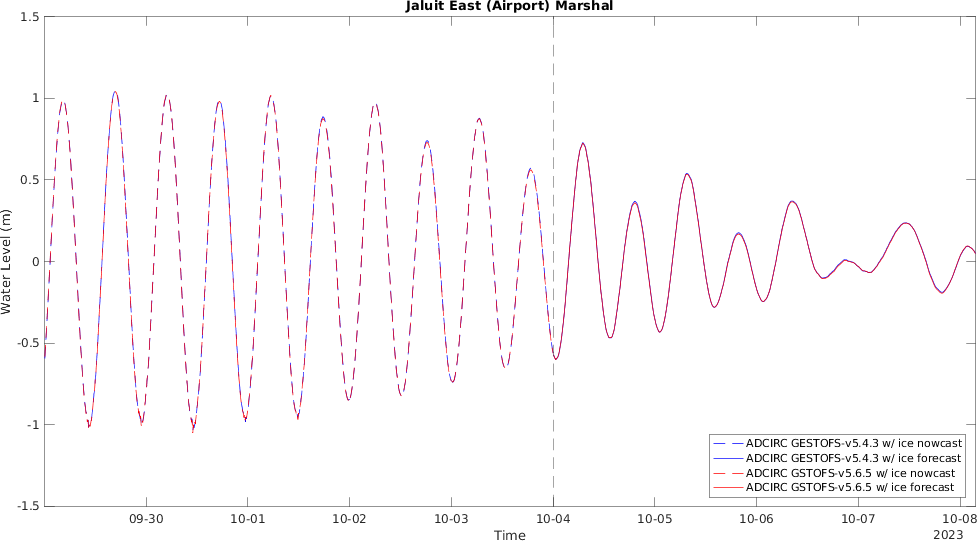 Jaluit East (Airport) Marshal
1.5
1
0.5
0
-0.5
-1
-1.5
Water Level (m)
ADCIRC GESTOFS-v5.4.3 w/ ice nowcast
ADCIRC GESTOFS-v5.4.3 w/ ice forecast
ADCIRC GSTOFS-v5.6.5 w/ ice nowcast
ADCIRC GSTOFS-v5.6.5 w/ ice forecast
09-30 10-01 10-02 10-03 10-04 10-05 10-06 10-07 10-08
Time 2023